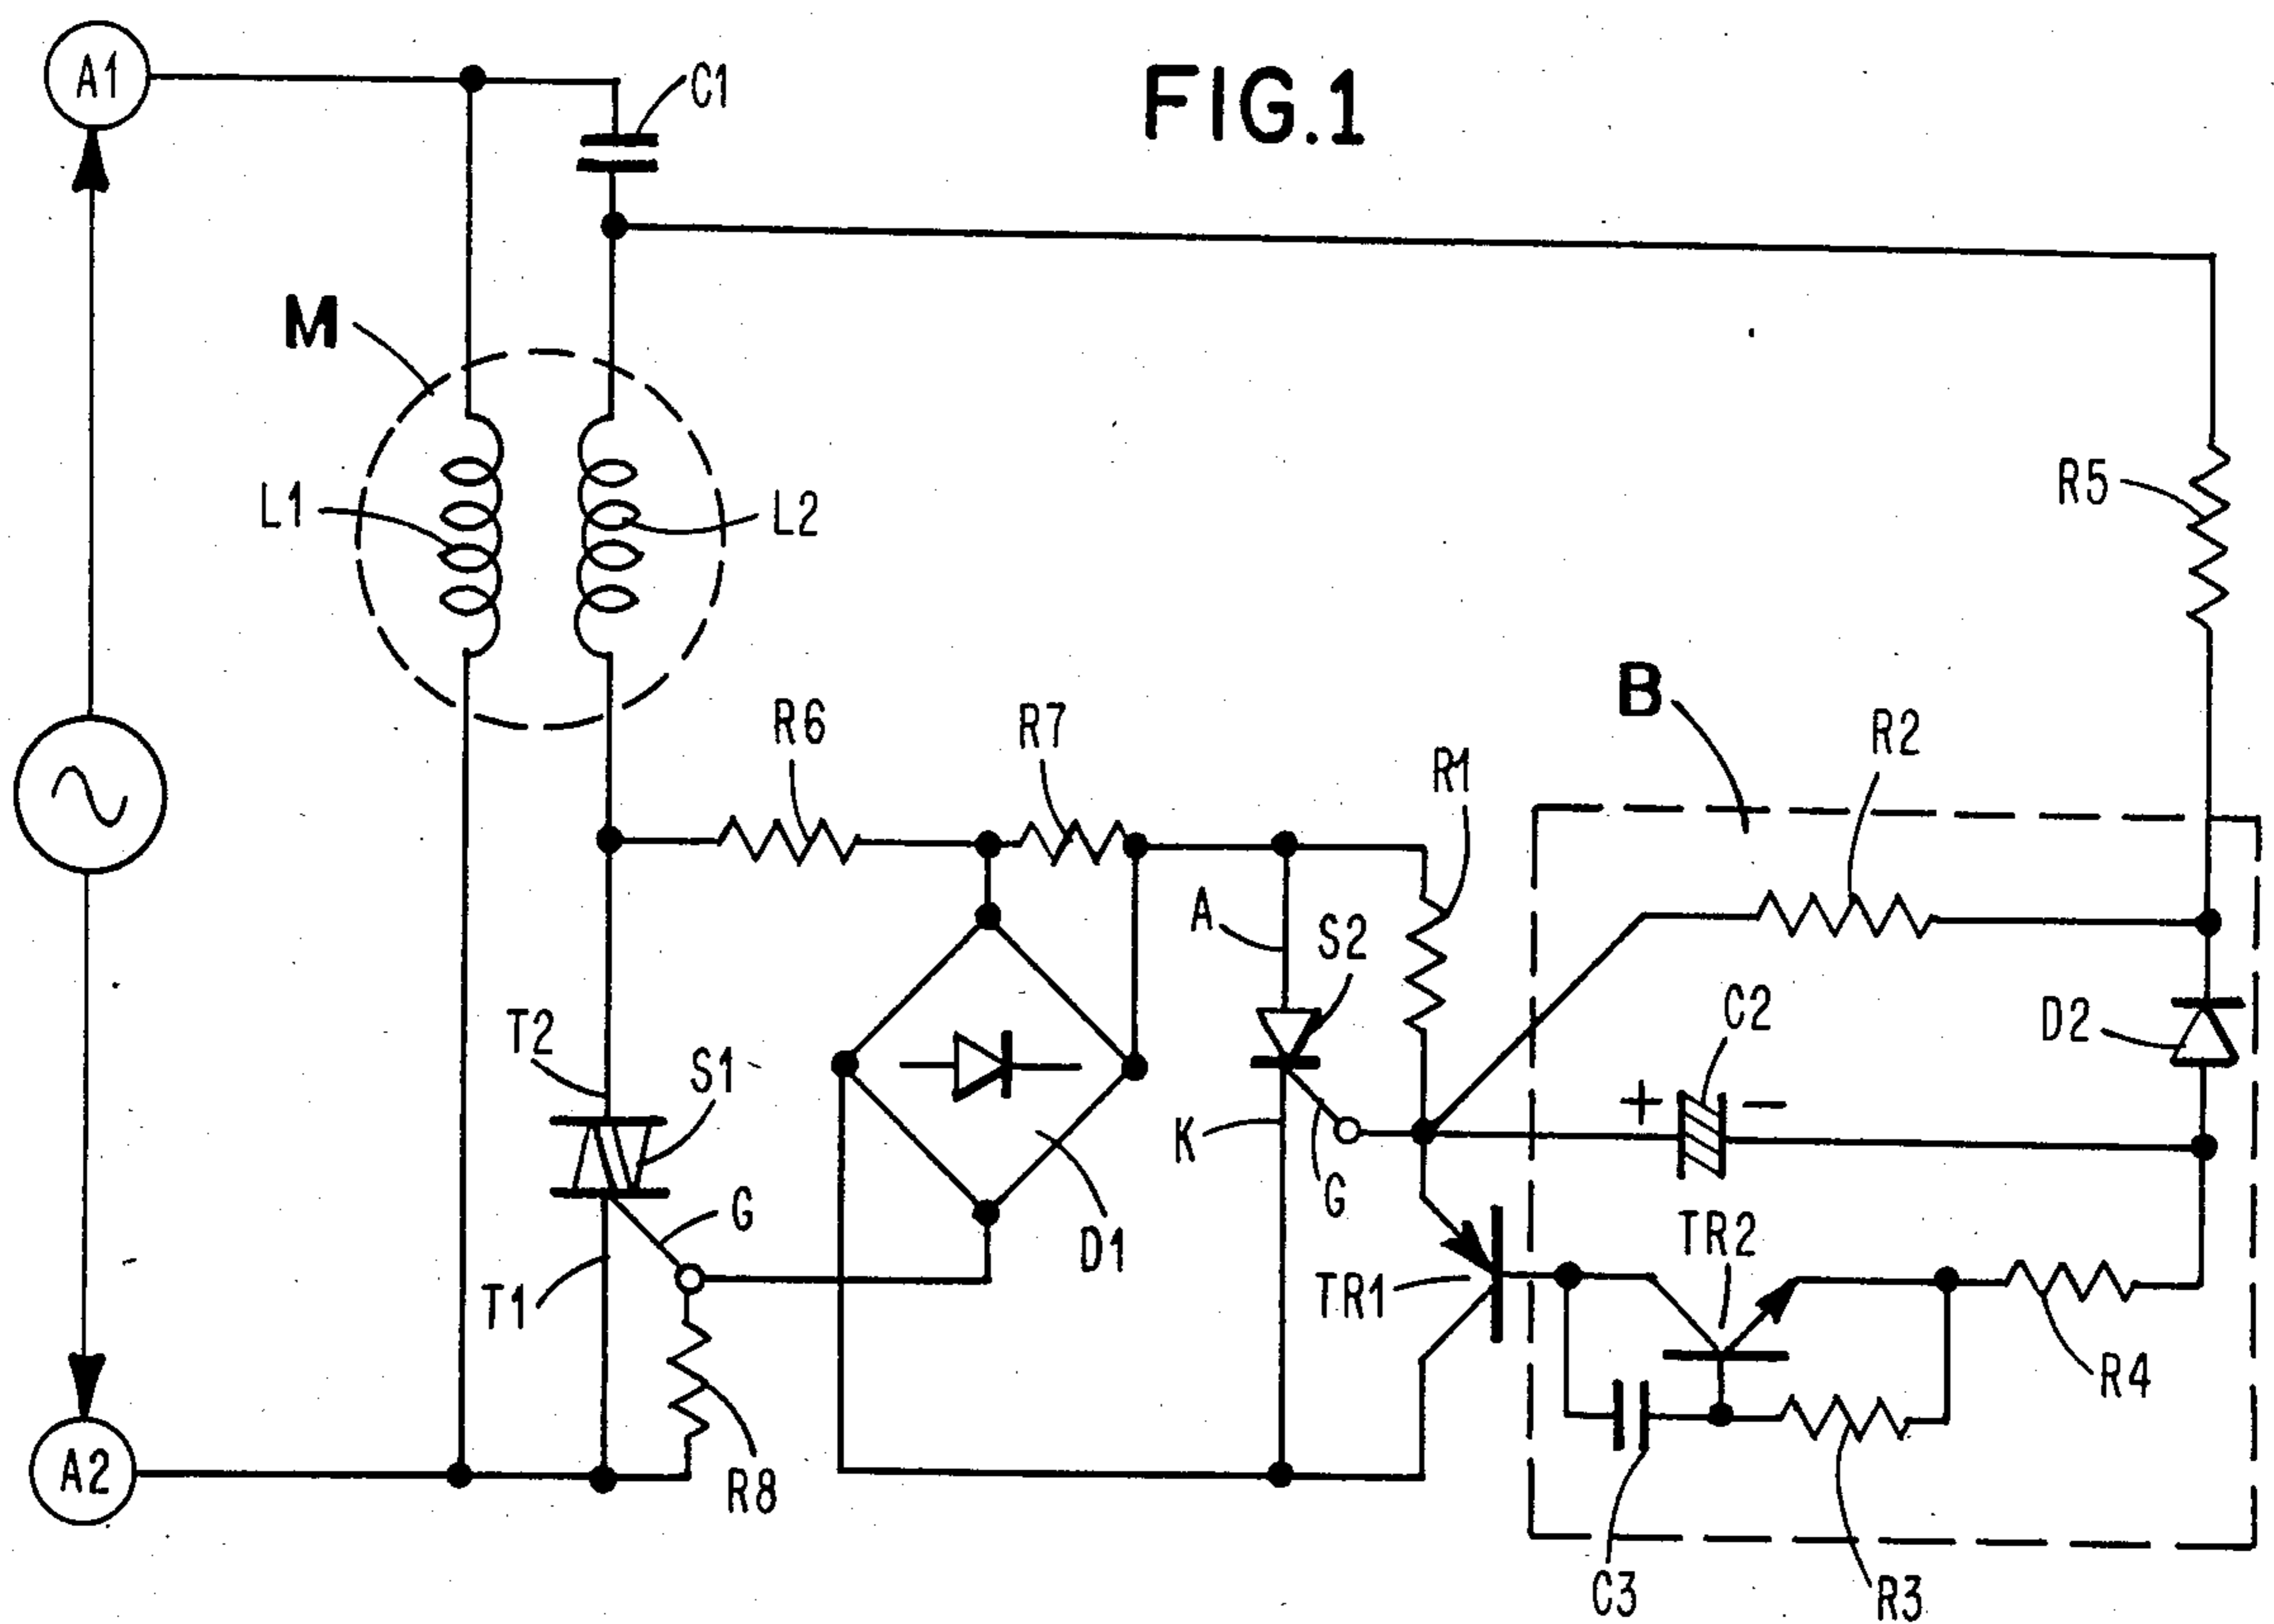 A1
C1
FIG.1
M
L1
L2
R5
B
R6
R7
R1
R2
A
S2
C2
D2
T2
S1
+
−
K
G
G
D1
TR2
T1
TR1
R4
A2
R8
C3
R3